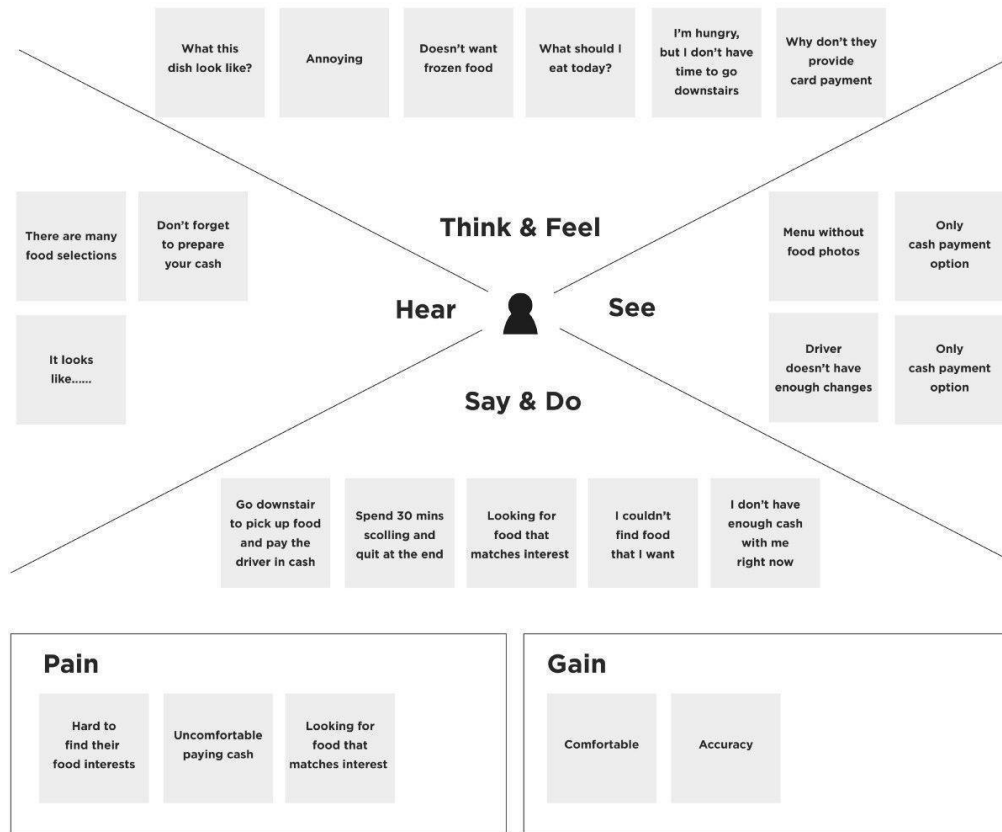 What this
dish look like?
Annoying
Doesn't want
frozen food
What should I
eat today?
I'm hungry,
but I don't have
time to go
downstairs
Why don't they
provide
card payment
Think & Feel
Hear
There are many
food selections
Don't forget
to prepare
your cash
It looks
like......
See
Menu without
food photos
Only
cash payment
option
Driver
doesn't have
enough changes
Only
cash payment
option
Say & Do
Go downstair
to pick up food
and pay the
driver in cash
Spend 30 mins
scolling and
quit at the end
Looking for
food that
matches interest
I couldn't
find food
that I want
I don't have
enough cash
with me
right now
Pain
Hard to
find their
food interests
Uncomfortable
paying cash
Looking for
food that
matches interest
Gain
Comfortable
Accuracy